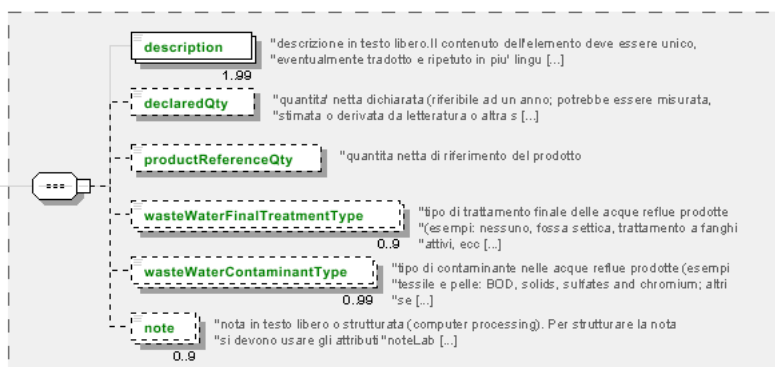 description
"descrizione in testo libero.Il contenuto dell'elemento deve essere unico,
"eventualmente tradotto e ripetuto in piu' lingu [...]
1..99
declaredQty
"quantita' netta dichiarata (riferibile ad un anno; potrebbe essere misurata,
"stimata o derivata da letteratura o altra s [...]
productReferenceQty
"quantita netta di riferimento del prodotto
wasteWaterFinalTreatmentType
"tipo di trattamento finale delle acque reflue prodotte
"(esempi: nessuno, fossa settica, trattamento a fanghi
"attivi, ecc [...]
0..9
wasteWaterContaminantType
"tipo di contaminante nelle acque reflue prodotte (esempi
"tessile e pelle: BOD, solids, sulfates and chromium; altri
"se [...]
0..99
note
"nota in testo libero o strutturata (computer processing). Per strutturare la nota
"si devono usare gli attributi "noteLab [...]
0..9